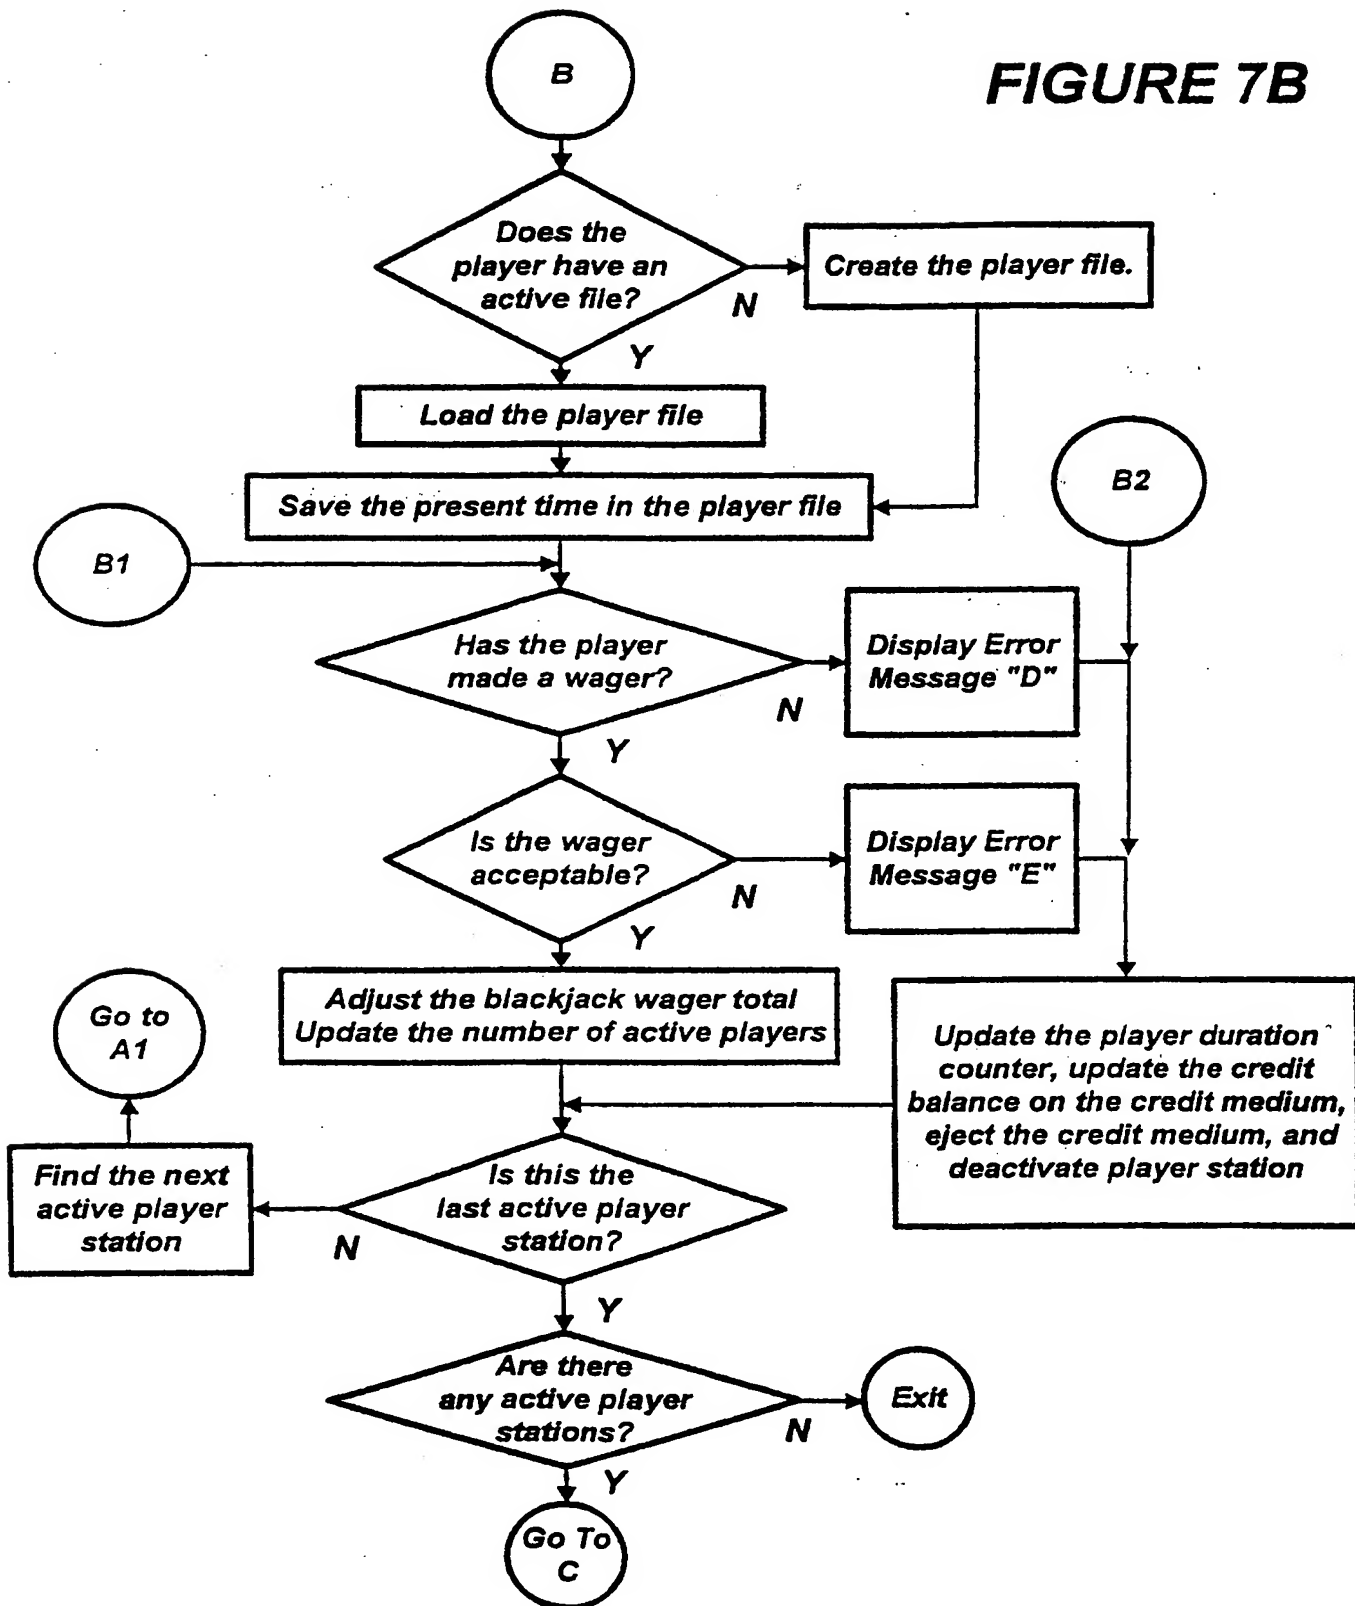 FIGURE 7B
B
Does the
player have an
active file?
N
Create the player file.
Y
Load the player file
Save the present time in the player file
B2
B1
Has the player
made a wager?
N
Display Error
Message "D"
Y
Is the wager
acceptable?
N
Display Error
Message "E"
Y
Adjust the blackjack wager total
Update the number of active players
Go to
A1
Update the player duration
counter, update the credit
balance on the credit medium,
eject the credit medium, and
deactivate player station
Find the next
active player
station
Is this the
last active player
station?
N
Y
Are there
any active player
stations?
N
Exit
Y
Go To
C